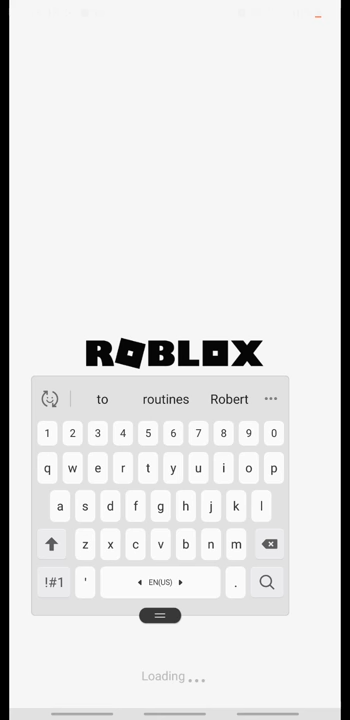 ROBLOX
to routines Robert
1 2 3 4 5 6 7 8 9 0
q w e r t y u i o p
a s d f g h j k l
z x c v b n m
!#1 ' EN(US) .
Loading...